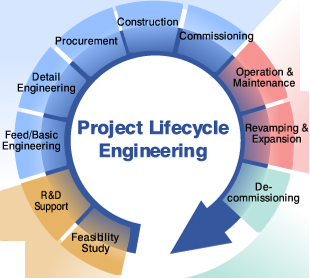 Construction
Commissioning
Procurement
Operation &
Maintenance
Detail
Engineering
Project Lifecycle
Engineering
Revamping &
Expansion
Feed/Basic
Engineering
R&D
Support
De-
commissioning
Feasibility
Study